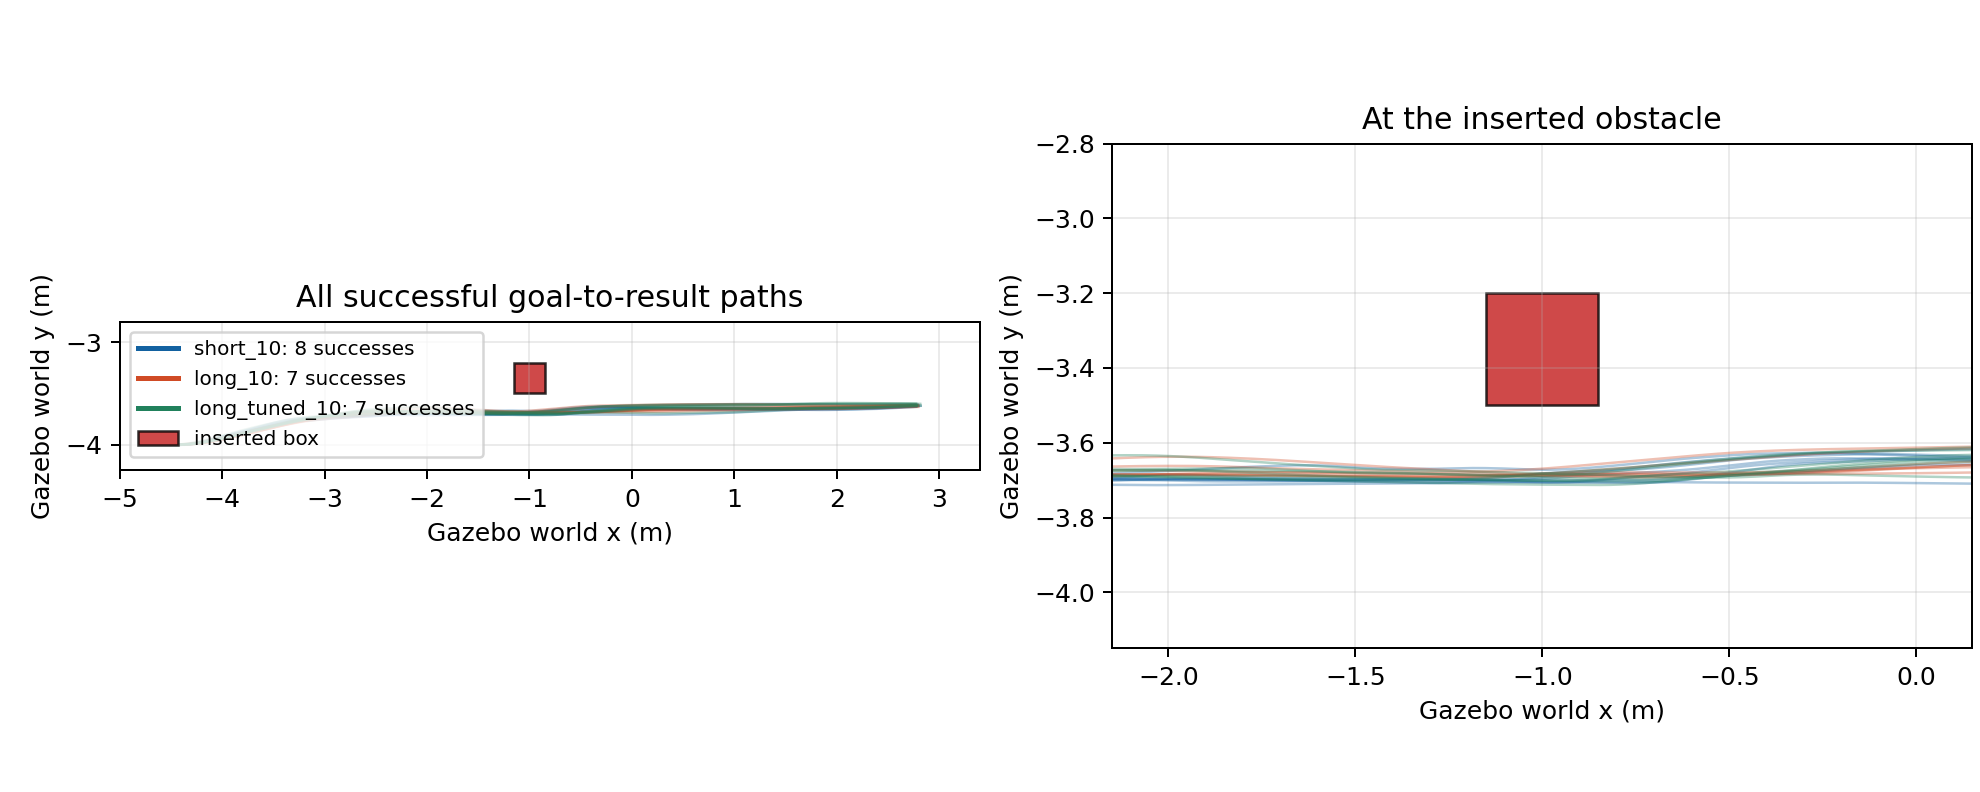 All successful goal-to-result paths
Gazebo world y (m)
−3
−4
short_10: 8 successes
long_10: 7 successes
long_tuned_10: 7 successes
inserted box
−5 −4 −3 −2 −1 0 1 2 3
Gazebo world x (m)
At the inserted obstacle
Gazebo world y (m)
−2.8
−3.0
−3.2
−3.4
−3.6
−3.8
−4.0
−2.0 −1.5 −1.0 −0.5 0.0
Gazebo world x (m)